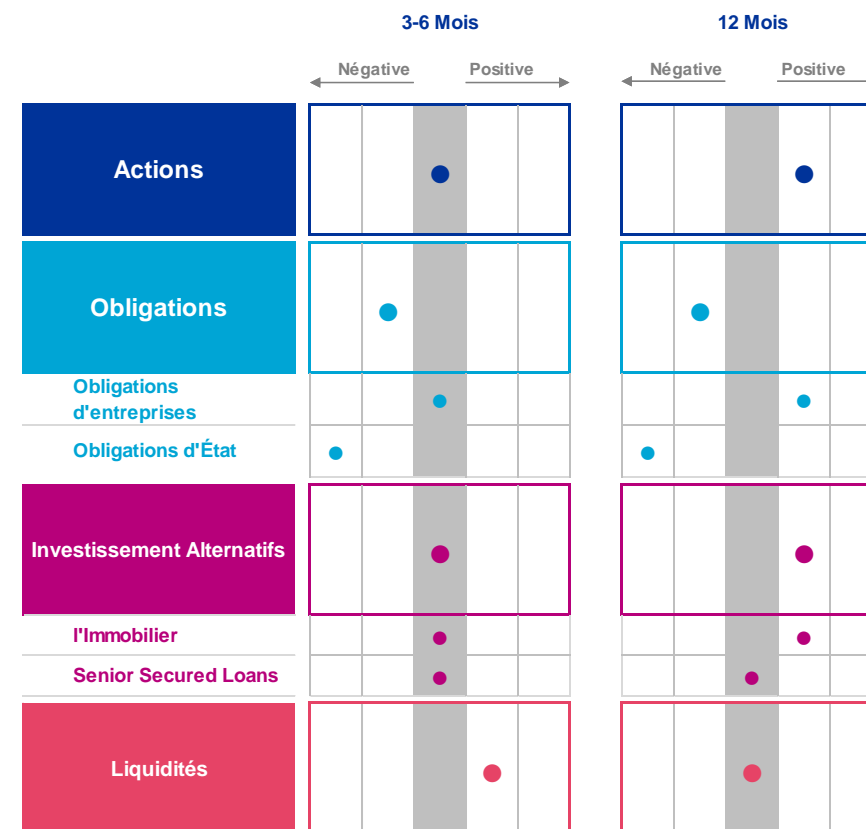 3-6 Mois
12 Mois
Négative
Positive
Négative
Positive
Actions
Obligations
Obligations
d'entreprises
Obligations d'État
Investissement Alternatifs
l'Immobilier
Senior Secured Loans
Liquidités